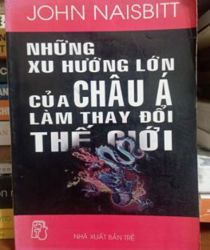 JOHN NAISBITT
NHỮNG
XU HƯỚNG LỚN
CỦA CHÂU Á
LÀM THAY ĐỔI
THẾ GIỚI
NHÀ XUẤT BẢN TRẺ